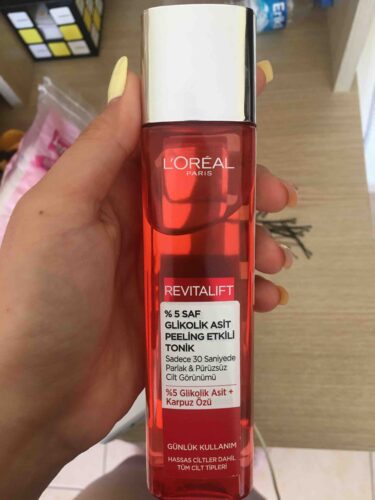 L'ORÉAL
PARIS
REVITALIFT
% 5 SAF
GLİKOLİK ASİT
PEELING ETKİLİ
TONİK
Sadece 30 Saniyede
Parlak & Pürüzsüz
Cilt Görünümü
%5 Glikolik Asit +
Karpuz Özü
GÜNLÜK KULLANIM
HASSAS CİLTLER DAHİL
TÜM CİLT TİPLERİ